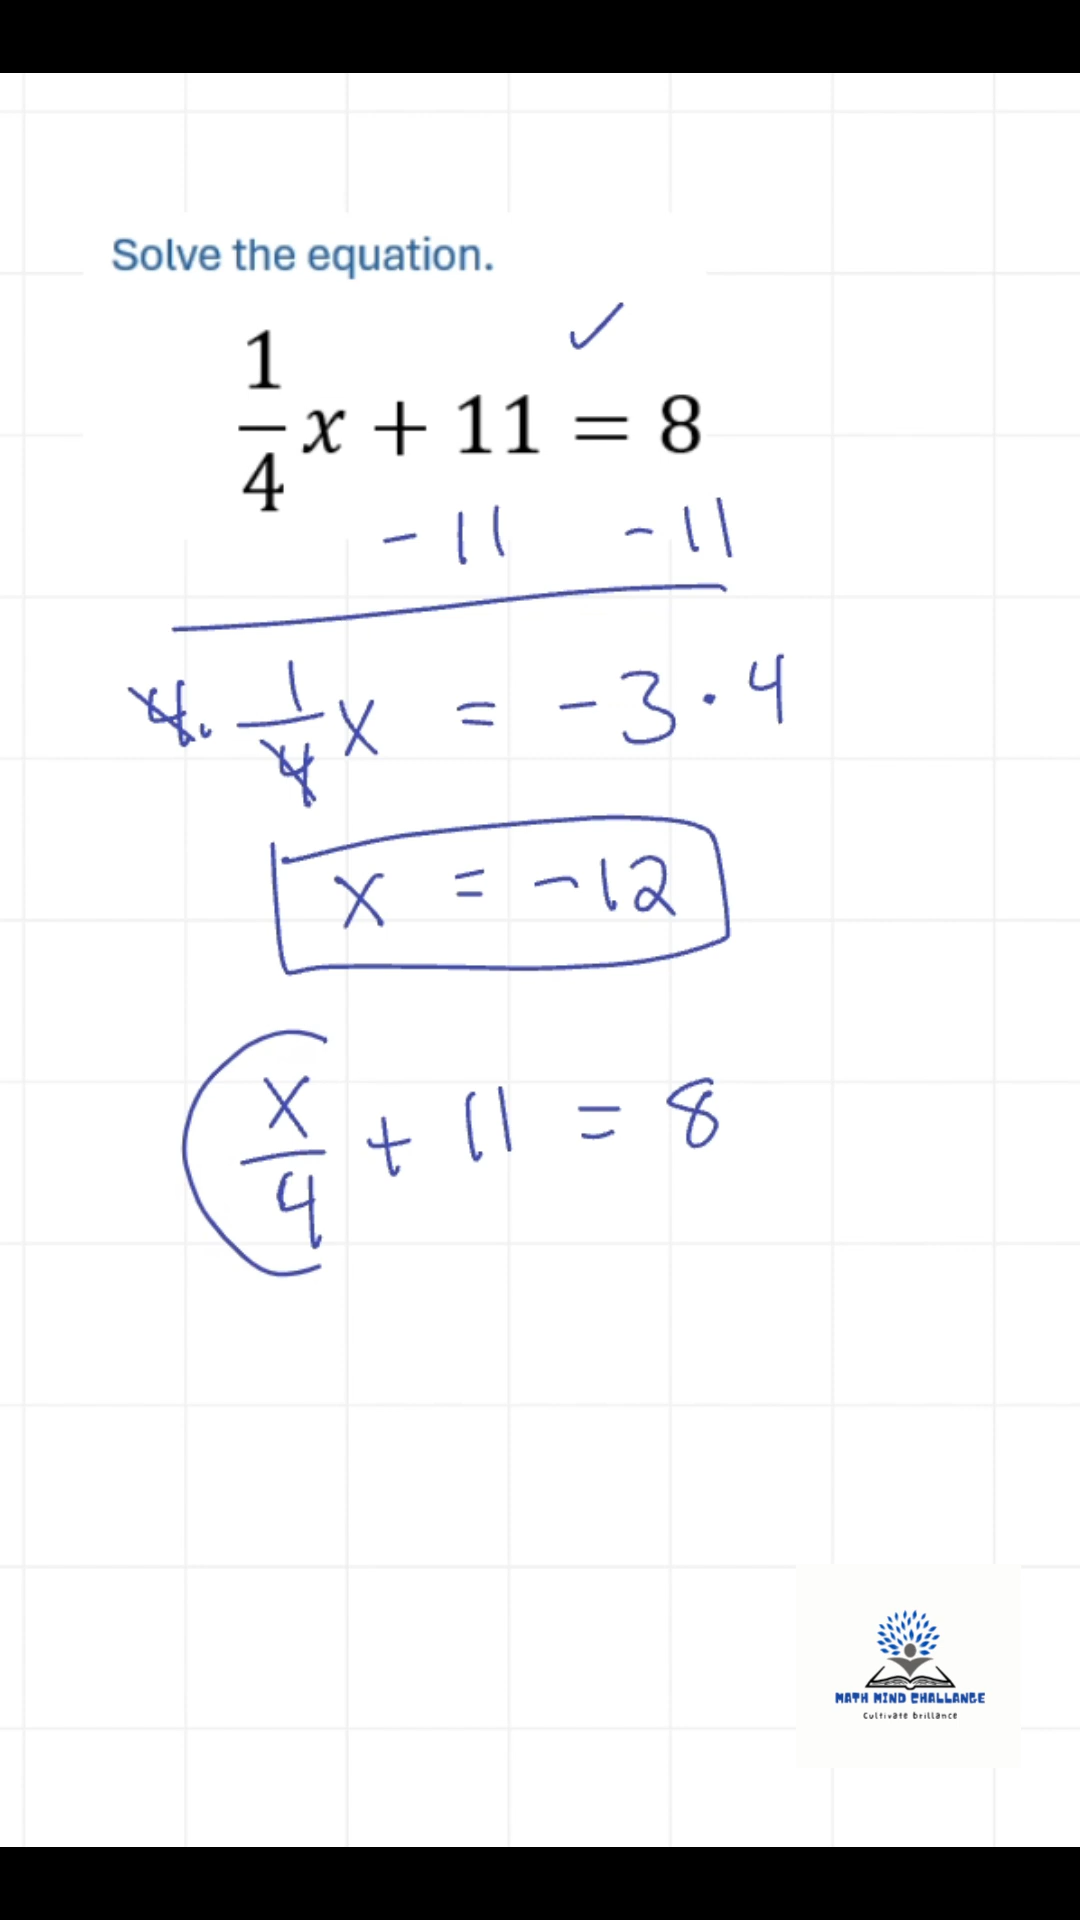 Solve the equation.
✓
1/4 x + 11 = 8
- 11 - 11
4 · 1/4 x = - 3 · 4
x = - 12
x/4 + 11 = 8
MATH MIND CHALLANGE
Cultivate brillance